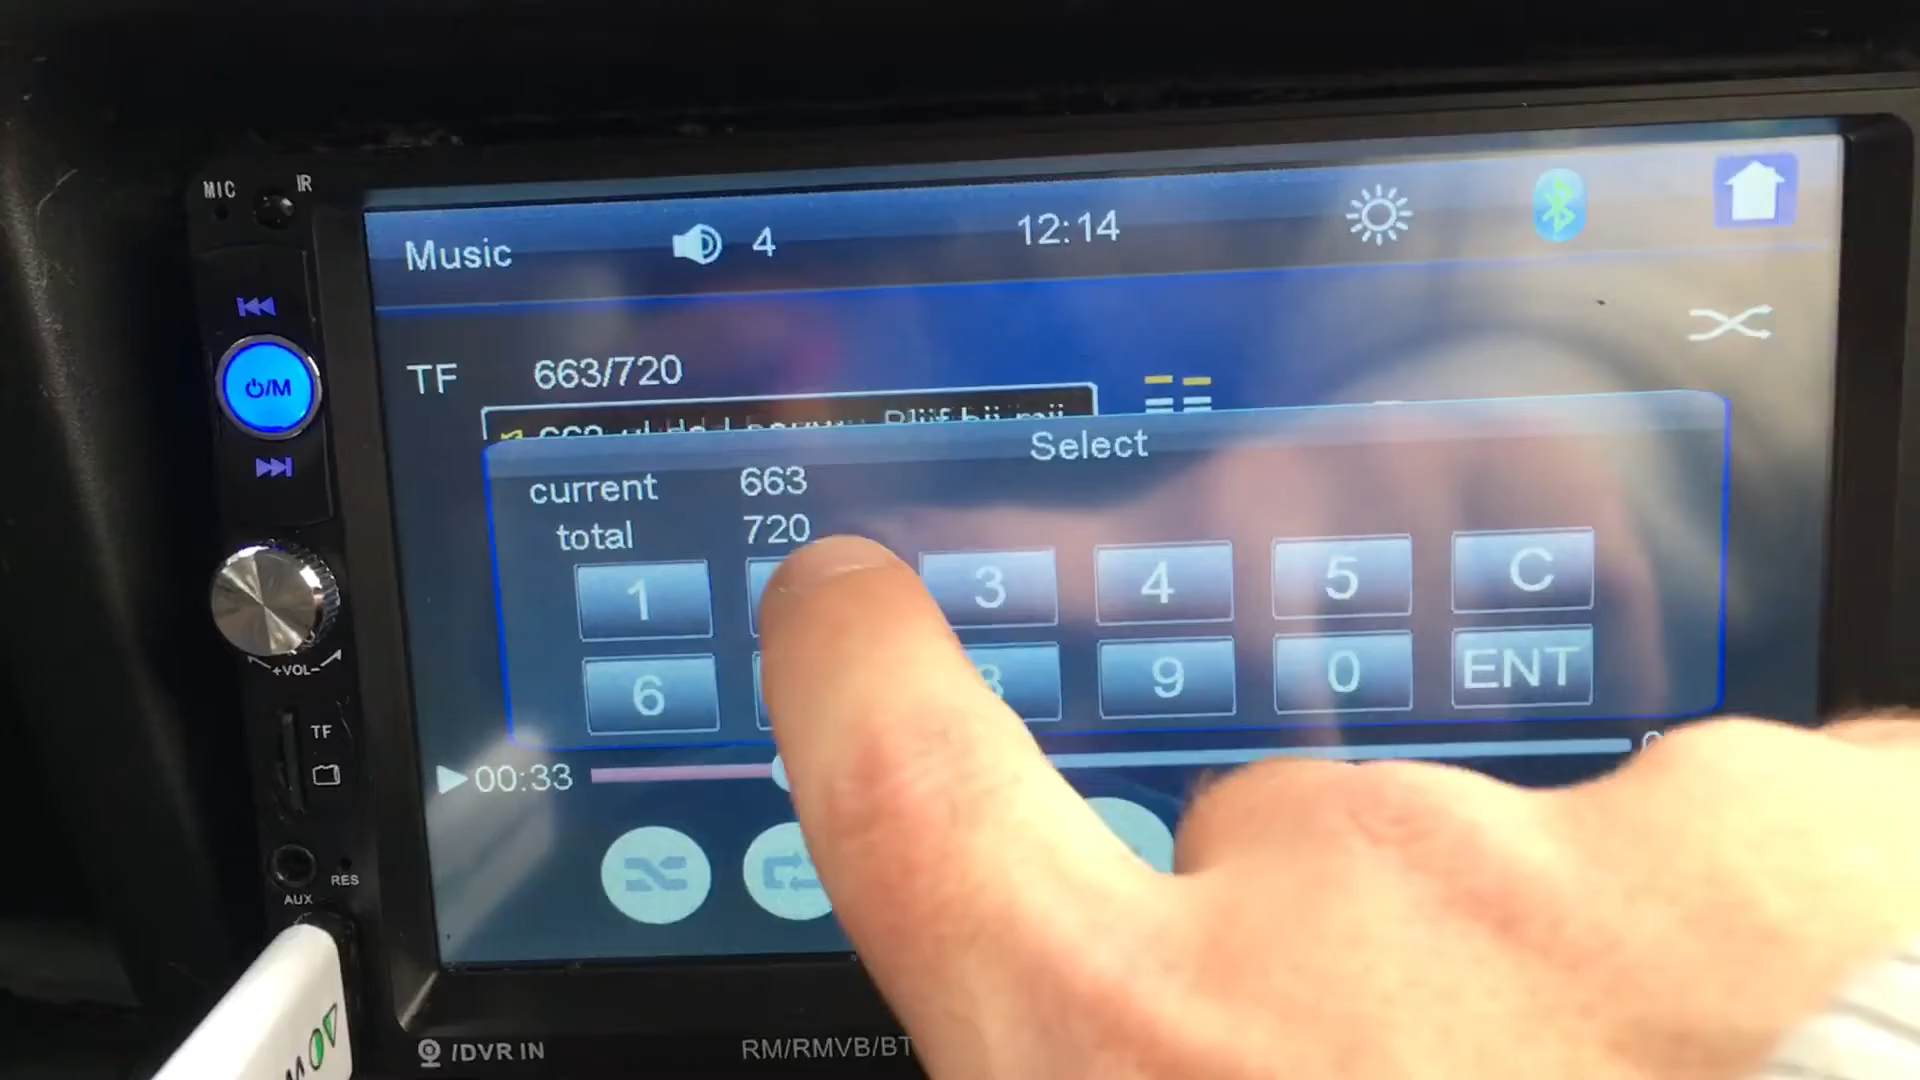 MIC
IR
Music
4
12:14
TF
663/720
Select
current 663
total 720
1
3
4
5
C
6
9
0
ENT
00:33
⏻/M
+VOL-
TF
RES
AUX
/DVR IN
RM/RMVB/BT